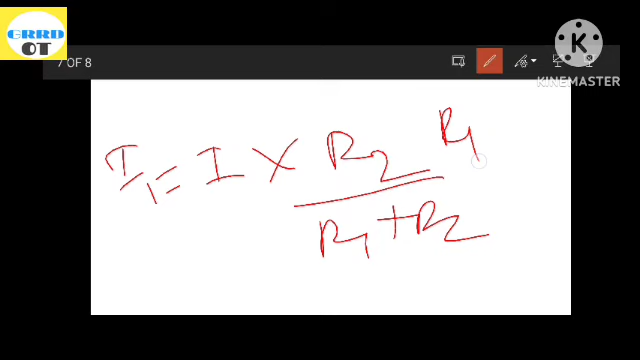 GRRD
OT
K
KINEMASTER
7 OF 8
I₁ = I × R₂ / (R₁ + R₂)
R₁